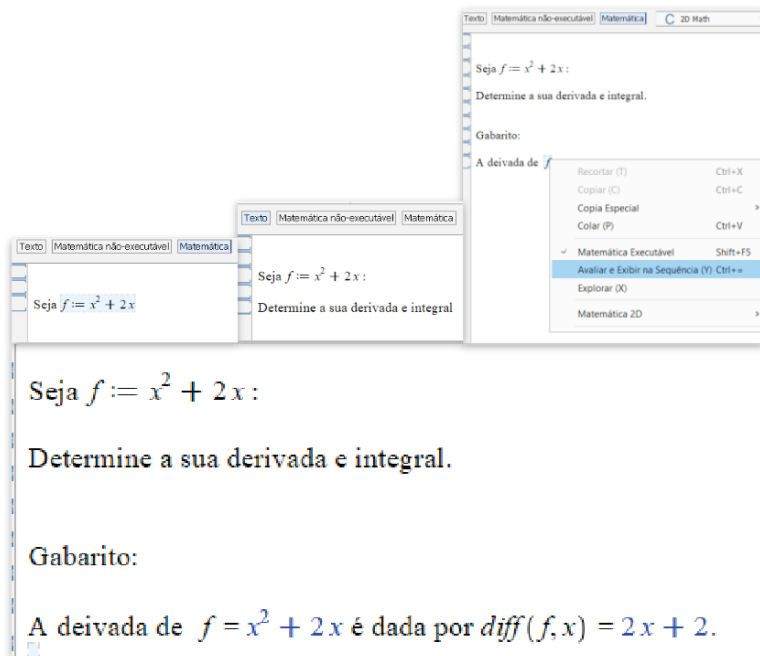 Texto Matemática não-executável Matemática C 2D Math
Seja f := x² + 2x :
Determine a sua derivada e integral.
Gabarito:
A deivada de f
Recortar (T) Ctrl+X
Copiar (C) Ctrl+C
Copia Especial >
Colar (P) Ctrl+V
✓ Matemática Executável Shift+F5
Avaliar e Exibir na Sequência (Y) Ctrl+=
Explorar (X)
Matemática 2D >
Texto Matemática não-executável Matemática
Seja f := x² + 2x :
Determine a sua derivada e integral
Texto Matemática não-executável Matemática
Seja f := x² + 2x
Seja f := x² + 2x :
Determine a sua derivada e integral.
Gabarito:
A deivada de f = x² + 2x é dada por diff(f, x) = 2x + 2.